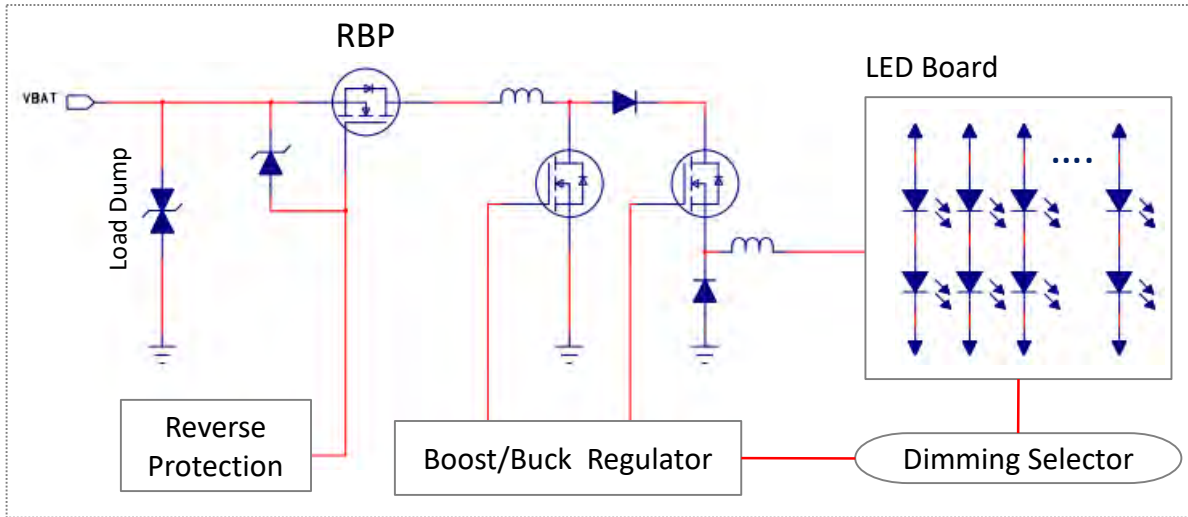 RBP
LED Board
VBAT
Load Dump
....
Reverse
Protection
Boost/Buck Regulator
Dimming Selector